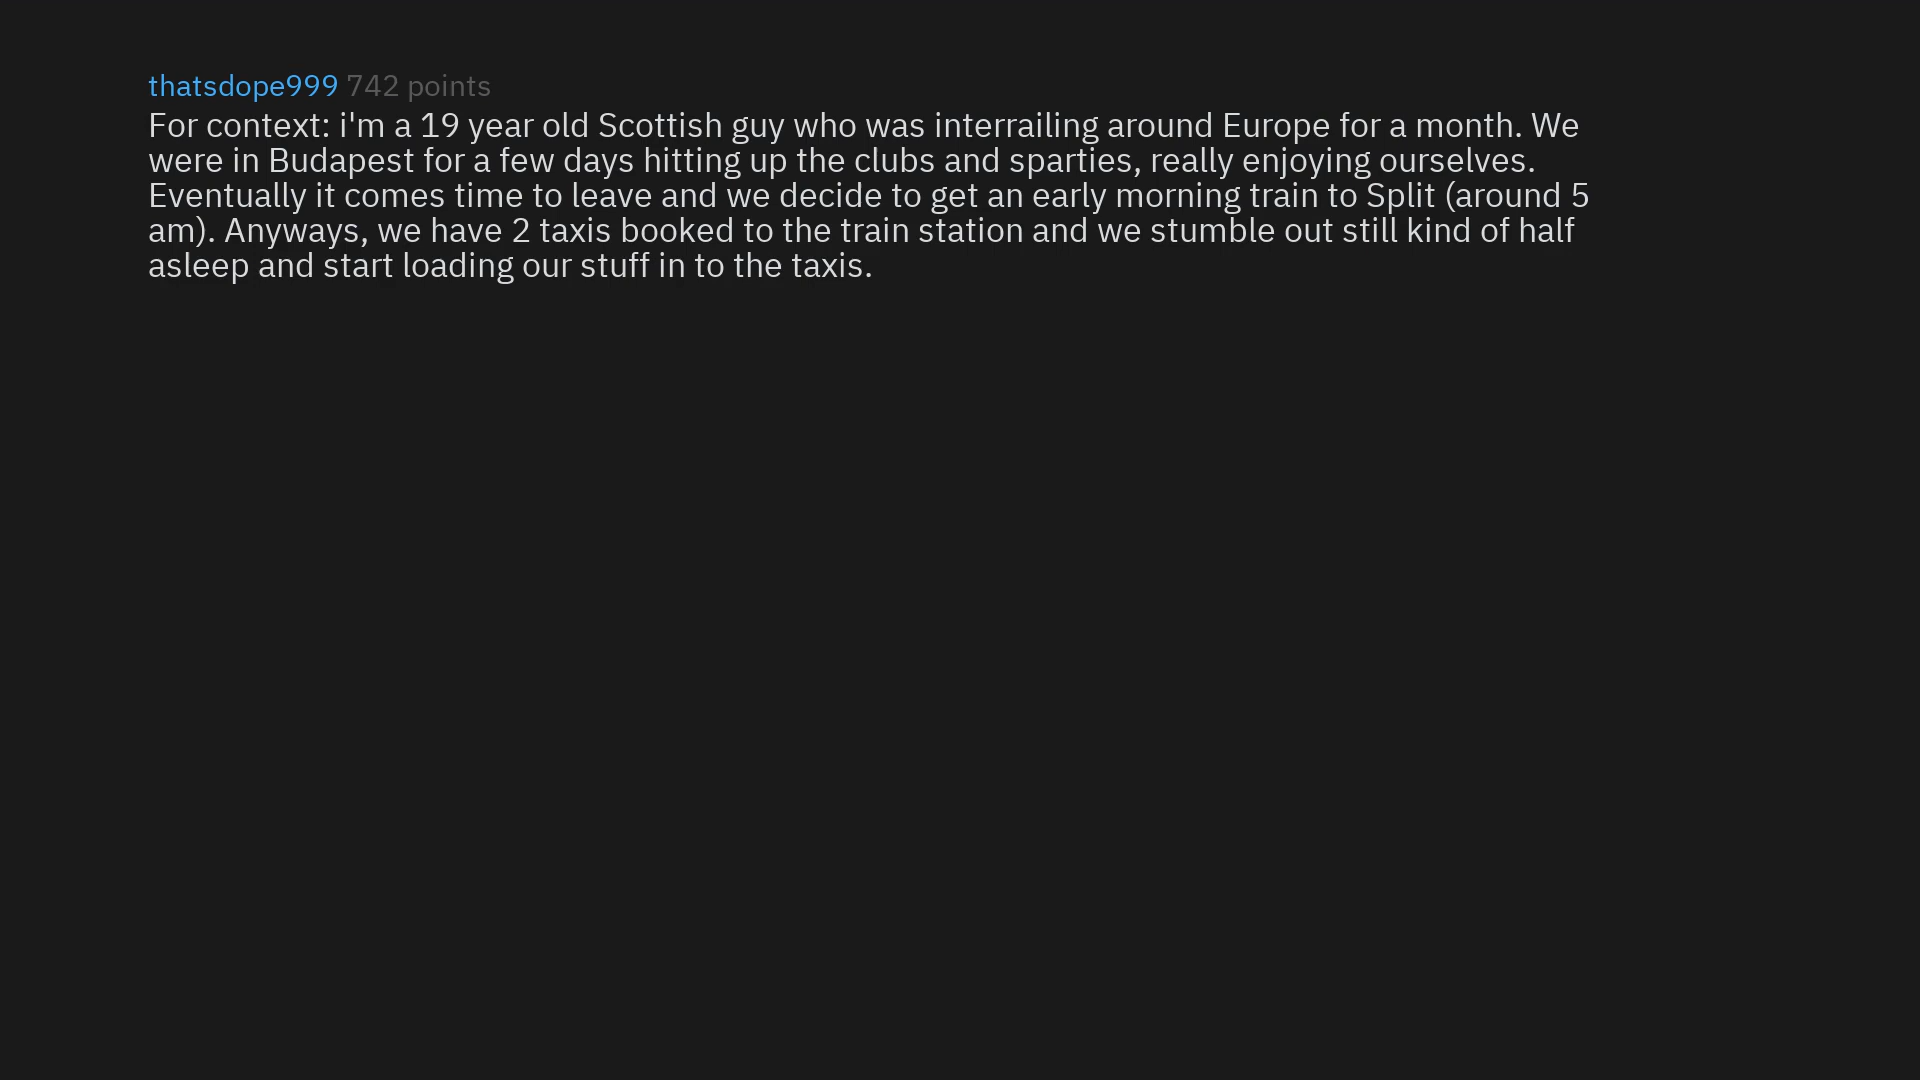 thatsdope999 742 points
For context: i'm a 19 year old Scottish guy who was interrailing around Europe for a month. We
were in Budapest for a few days hitting up the clubs and sparties, really enjoying ourselves.
Eventually it comes time to leave and we decide to get an early morning train to Split (around 5
am). Anyways, we have 2 taxis booked to the train station and we stumble out still kind of half
asleep and start loading our stuff in to the taxis.